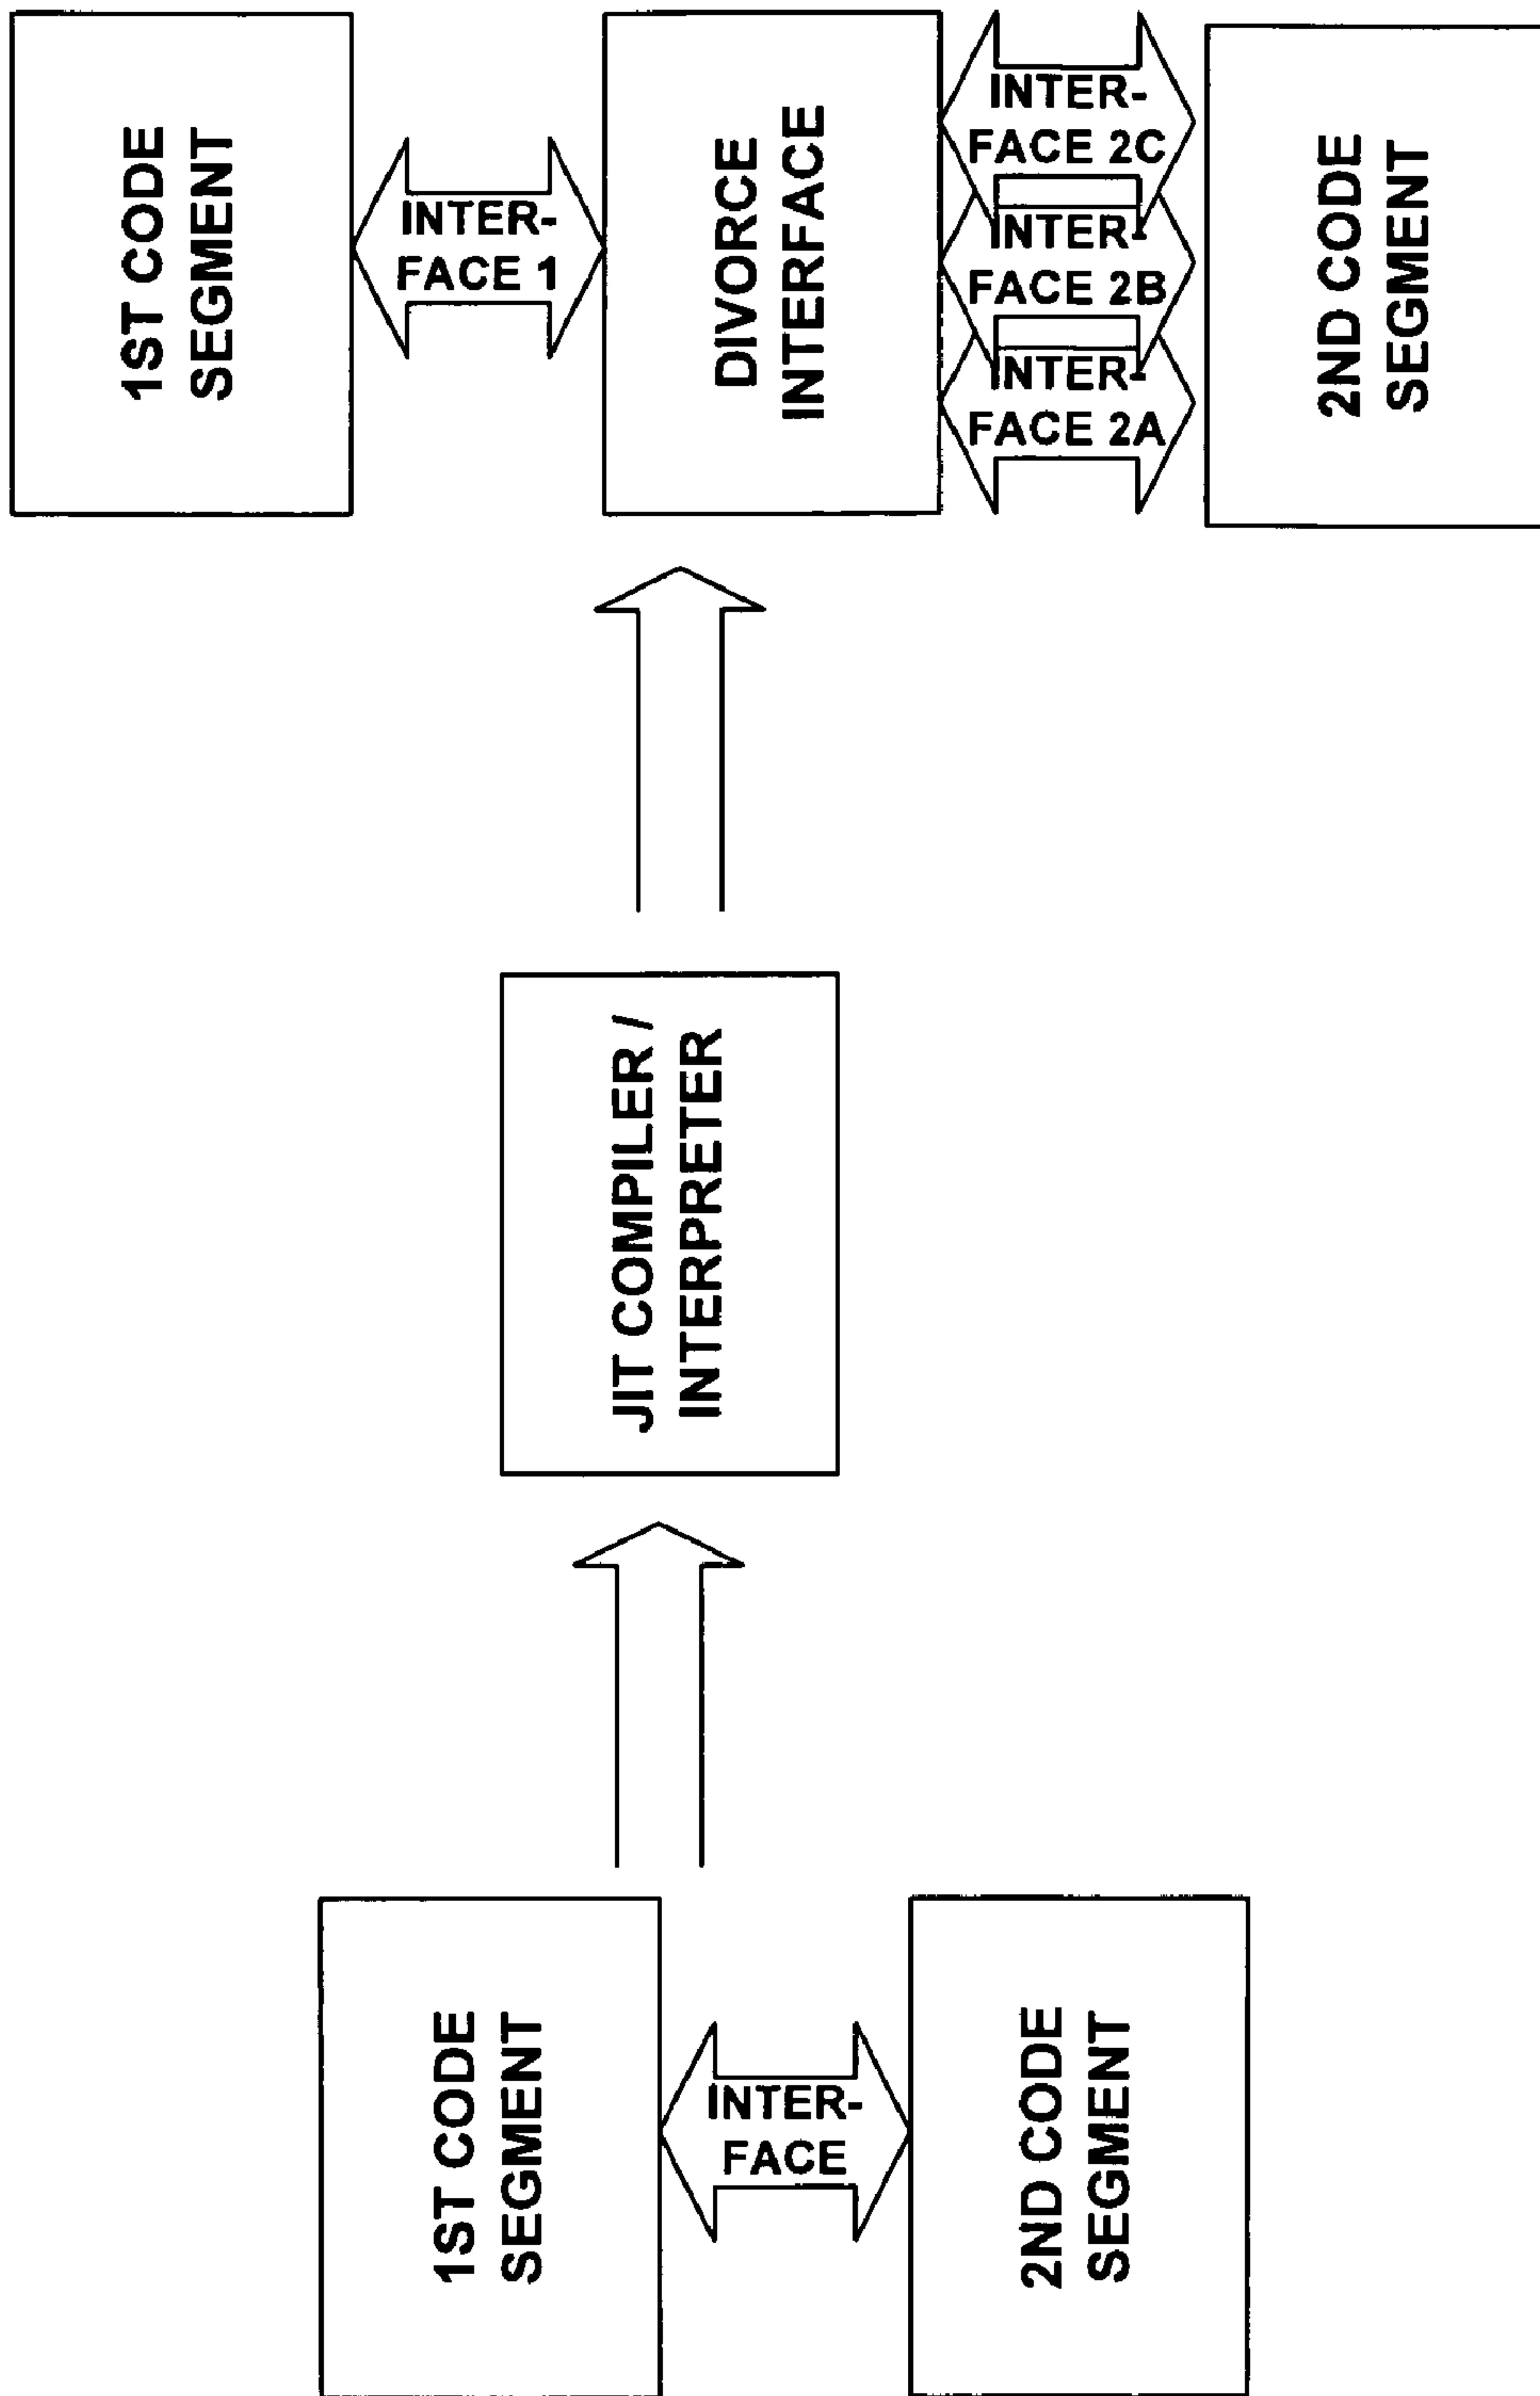 1ST CODE
SEGMENT
INTER-
FACE
2ND CODE
SEGMENT
JIT COMPILER /
INTERPRETER
1ST CODE
SEGMENT
INTER-
FACE 1
DIVORCE
INTERFACE
INTER-
FACE 2C
INTER-
FACE 2B
INTER-
FACE 2A
2ND CODE
SEGMENT